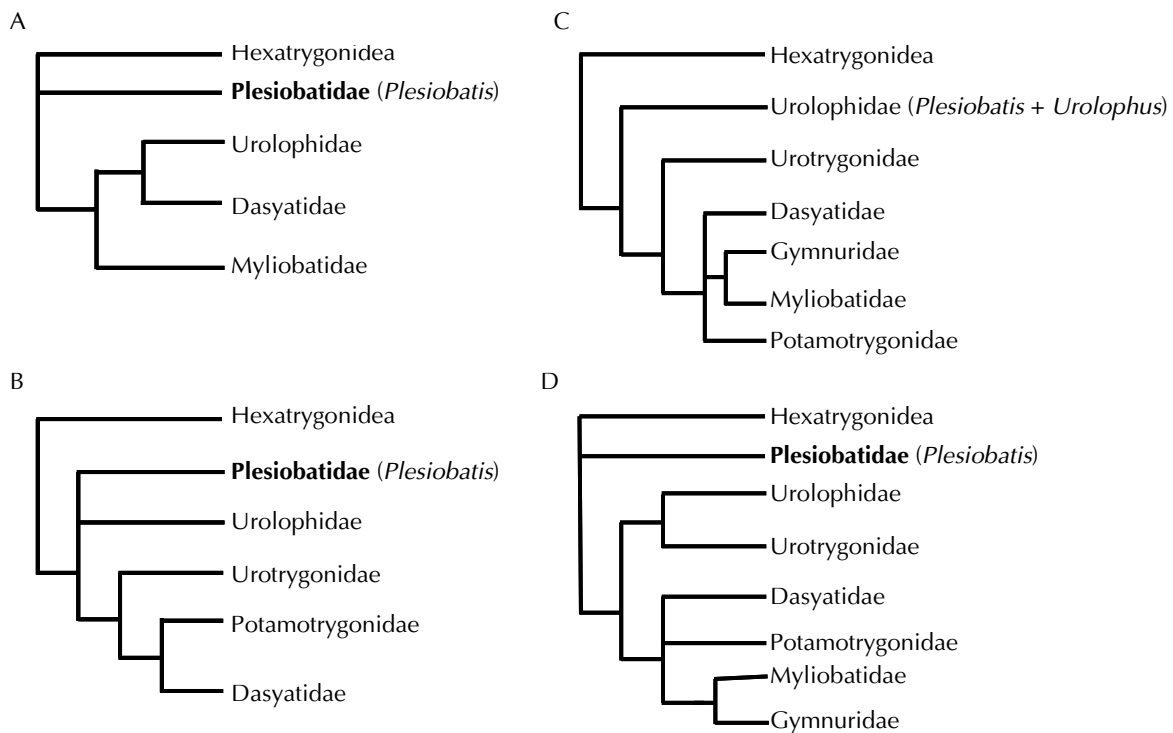 A
Hexatrygonidea
Plesiobatidae (Plesiobatis)
Urolophidae
Dasyatidae
Myliobatidae
B
Hexatrygonidea
Plesiobatidae (Plesiobatis)
Urolophidae
Urotrygonidae
Potamotrygonidae
Dasyatidae
C
Hexatrygonidea
Urolophidae (Plesiobatis + Urolophus)
Urotrygonidae
Dasyatidae
Gymnuridae
Myliobatidae
Potamotrygonidae
D
Hexatrygonidea
Plesiobatidae (Plesiobatis)
Urolophidae
Urotrygonidae
Dasyatidae
Potamotrygonidae
Myliobatidae
Gymnuridae